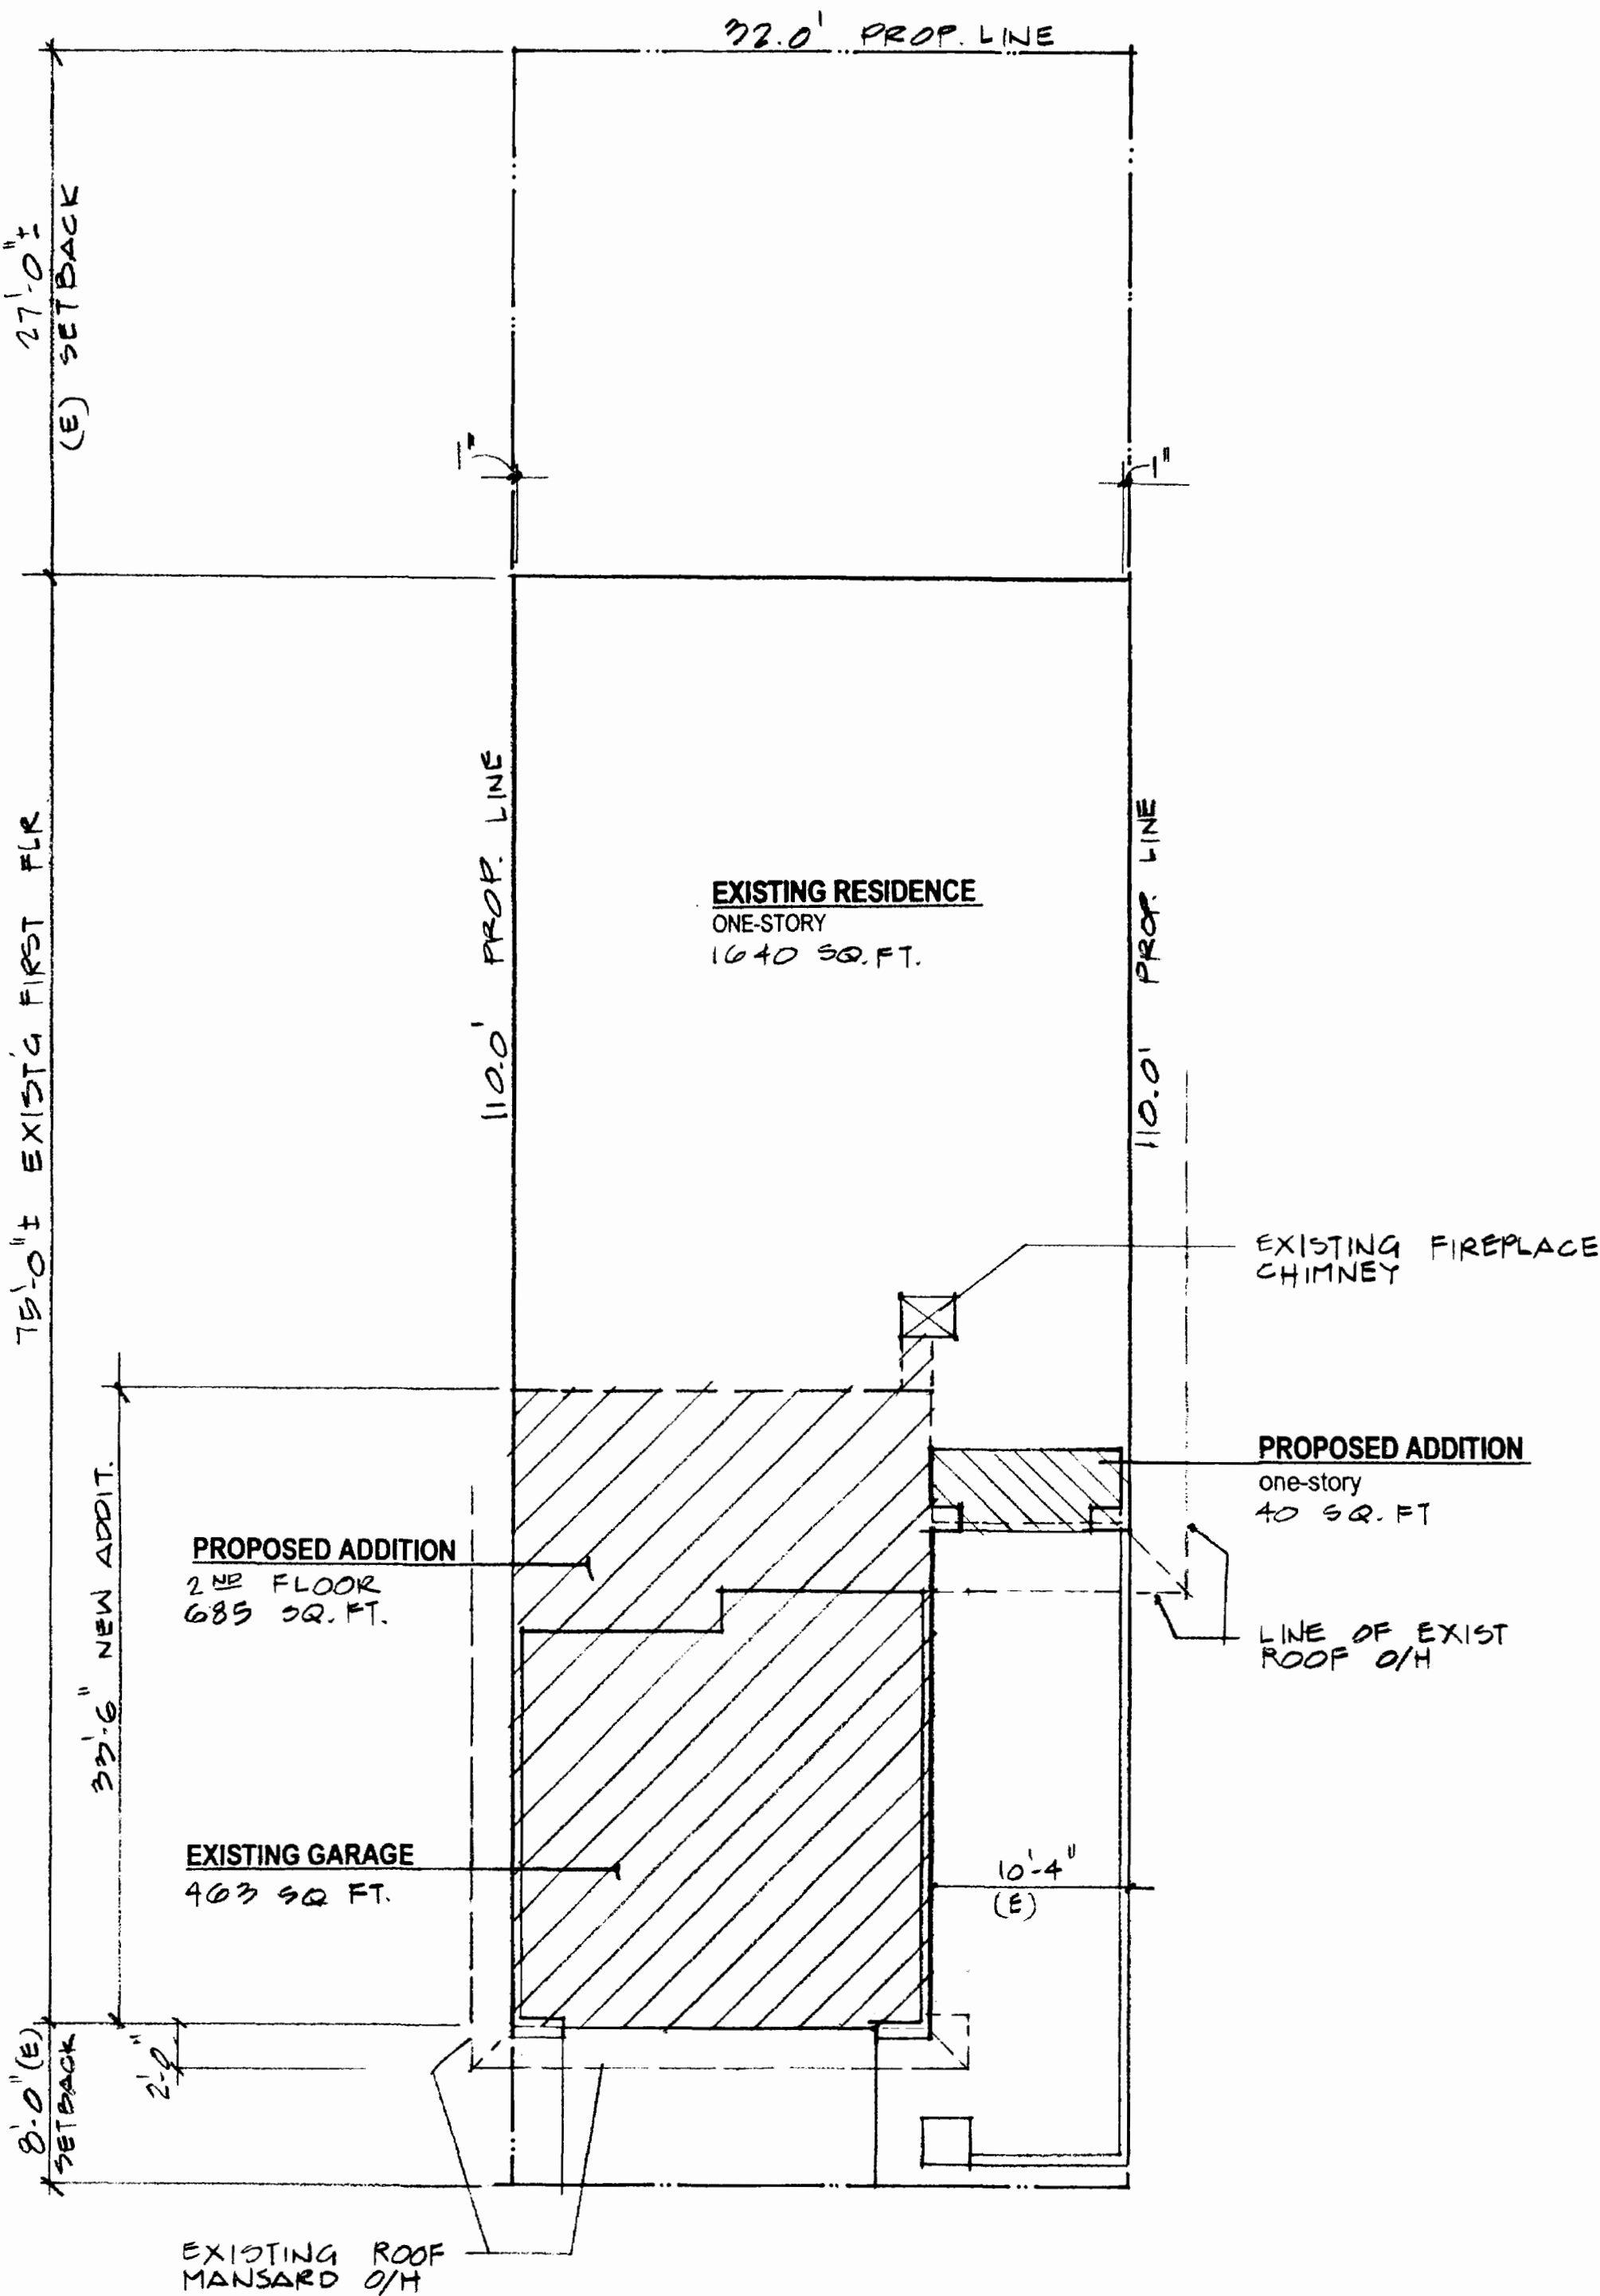 32.0' PROP. LINE
27'-0"±
(E) SETBACK
1"
1"
75'-0"± EXIST'G FIRST FLR
110.0' PROP. LINE
110.0' PROP. LINE
EXISTING RESIDENCE
ONE-STORY
1640 SQ.FT.
EXISTING FIREPLACE
CHIMNEY
33'-6" NEW ADDIT.
PROPOSED ADDITION
one-story
40 SQ. FT
PROPOSED ADDITION
2ND FLOOR
685 SQ. FT.
LINE OF EXIST
ROOF O/H
EXISTING GARAGE
463 SQ FT.
10'-4"
(E)
8'-0" (E)
SETBACK
2'-0"
EXISTING ROOF
MANSARD O/H